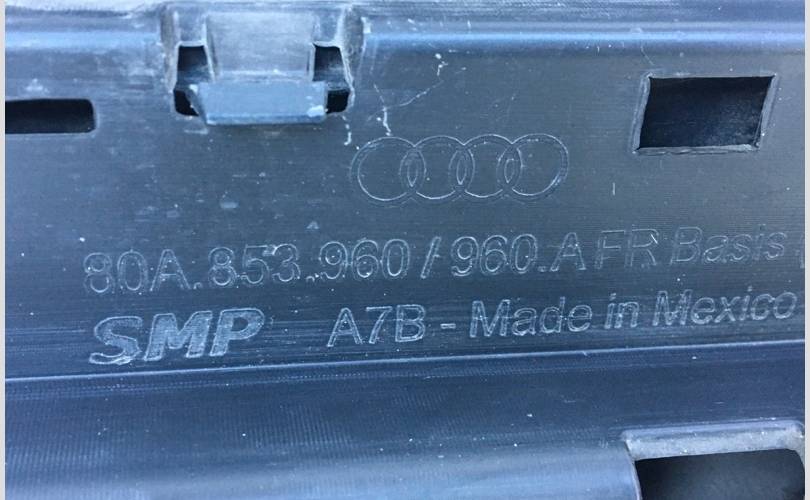 80A.853.960 / 960.A FR Basis
SMP A7B - Made in Mexico